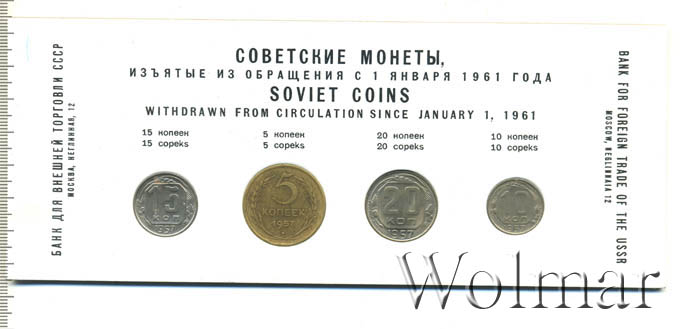 СОВЕТСКИЕ МОНЕТЫ,
ИЗЪЯТЫЕ ИЗ ОБРАЩЕНИЯ С 1 ЯНВАРЯ 1961 ГОДА
SOVIET COINS
WITHDRAWN FROM CIRCULATION SINCE JANUARY 1, 1961
БАНК ДЛЯ ВНЕШНЕЙ ТОРГОВЛИ СССР
МОСКВА, НЕГЛИННАЯ, 12
15 копеек
15 copeks
5 копеек
5 copeks
20 копеек
20 copeks
10 копеек
10 copeks
15
КОП
1957
5
КОПЕЕК
1957
20
КОП
1957
10
КОП
1957
BANK FOR FOREIGN TRADE OF THE USSR
MOSCOW, NEGLINNAIA 12
Wolmar